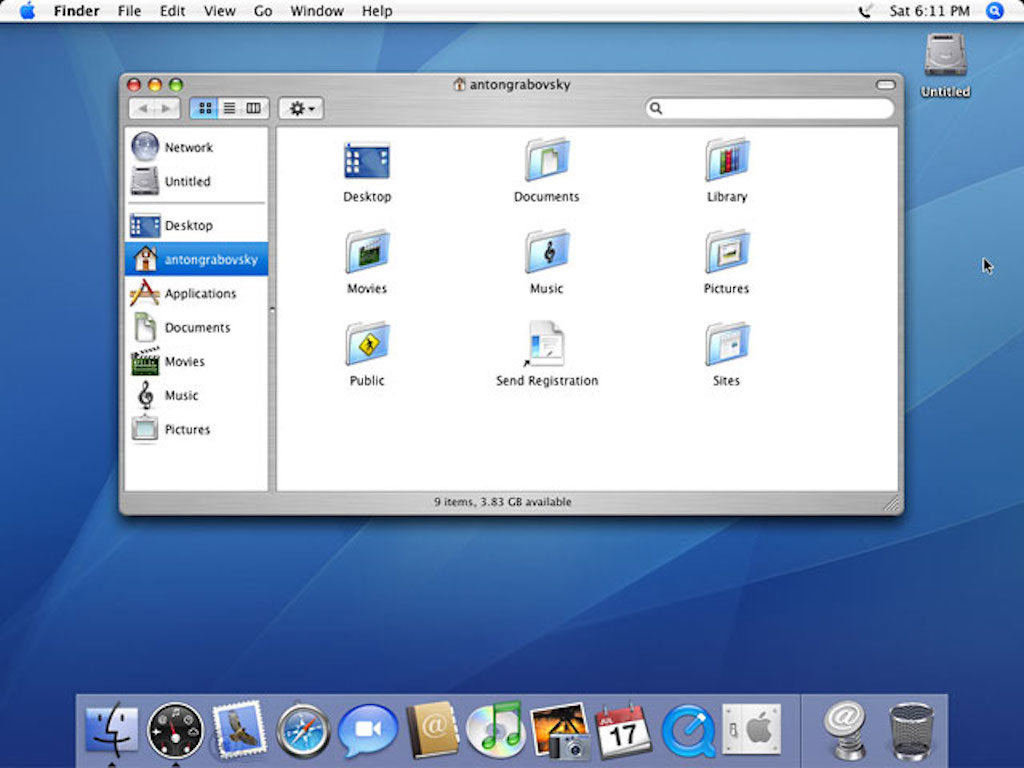 Finder File Edit View Go Window Help Sat 6:11 PM
Untitled
antongrabovsky
Network
Untitled
Desktop
antongrabovsky
Applications
Documents
Movies
Music
Pictures
Desktop Documents Library
Movies Music Pictures
Public Send Registration Sites
9 items, 3.83 GB available
@
JUL
17
@